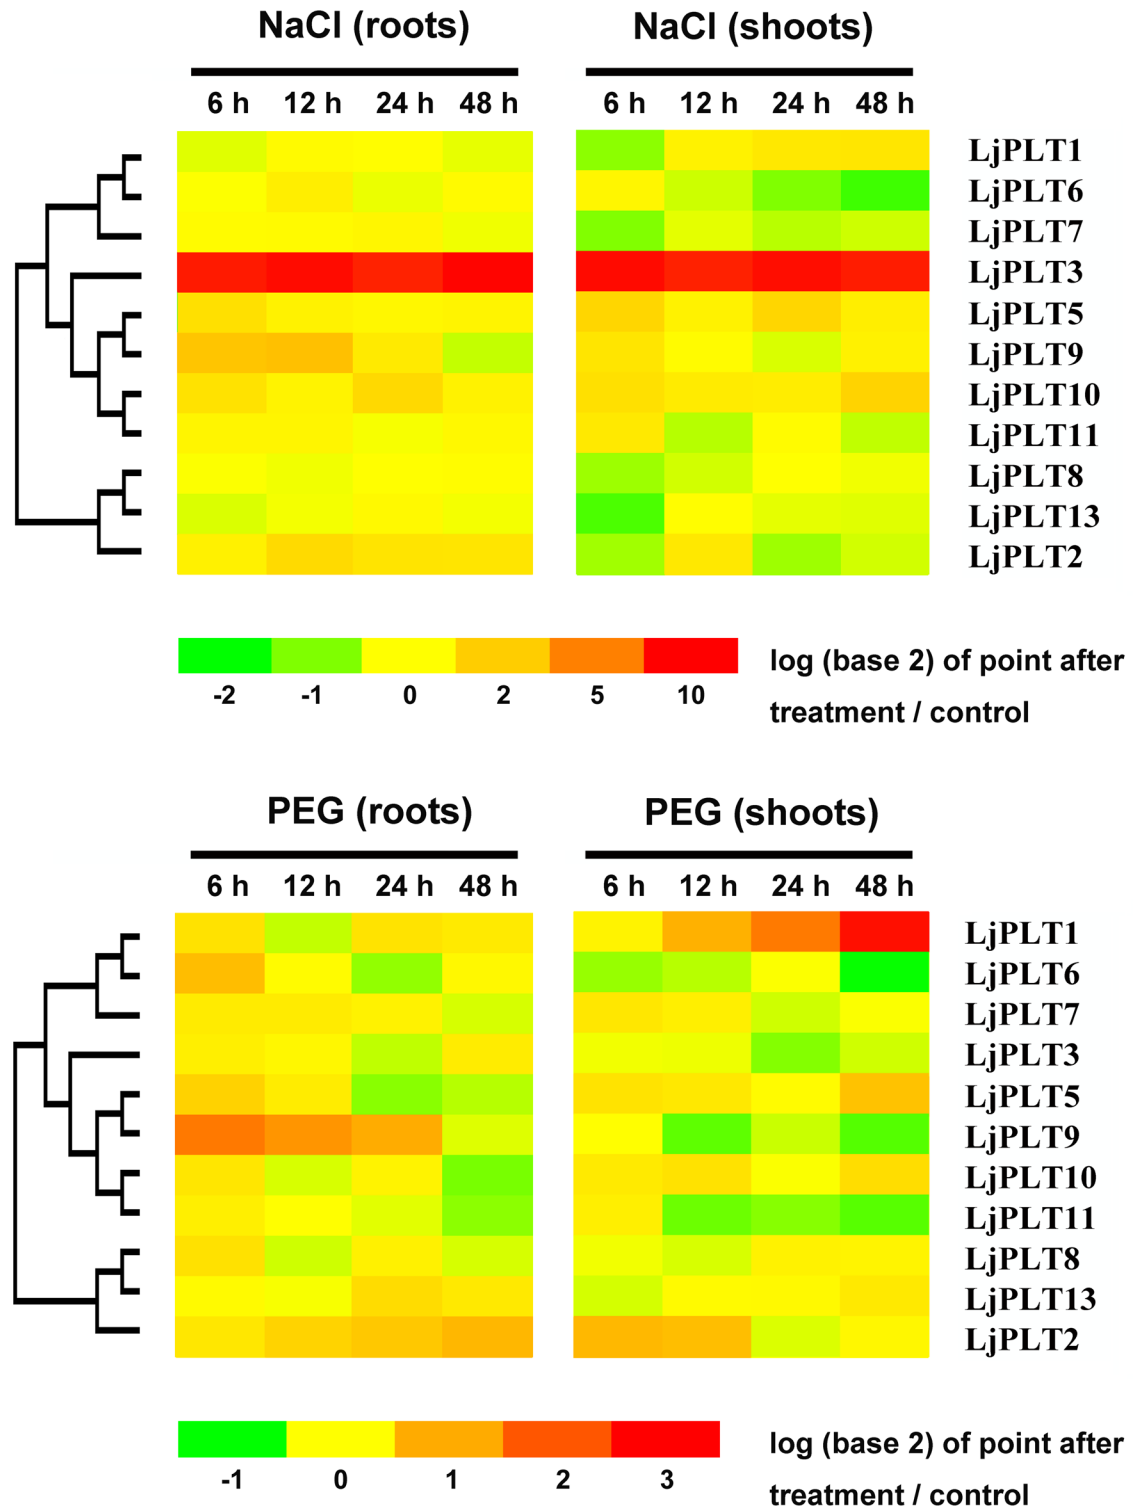 NaCl (roots) NaCl (shoots)
6 h 12 h 24 h 48 h 6 h 12 h 24 h 48 h
LjPLT1
LjPLT6
LjPLT7
LjPLT3
LjPLT5
LjPLT9
LjPLT10
LjPLT11
LjPLT8
LjPLT13
LjPLT2
-2 -1 0 2 5 10
log (base 2) of point after
treatment / control
PEG (roots) PEG (shoots)
6 h 12 h 24 h 48 h 6 h 12 h 24 h 48 h
LjPLT1
LjPLT6
LjPLT7
LjPLT3
LjPLT5
LjPLT9
LjPLT10
LjPLT11
LjPLT8
LjPLT13
LjPLT2
-1 0 1 2 3
log (base 2) of point after
treatment / control